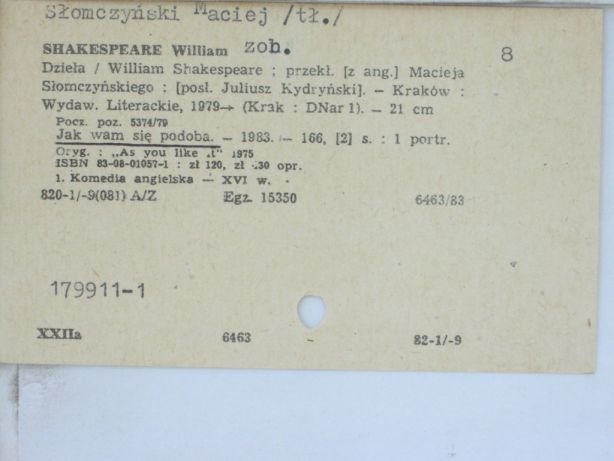 Słomczyński Maciej /tł./
SHAKESPEARE William zob.
8
Dzieła / William Shakespeare ; przekł. [z ang.] Macieja
Słomczyńskiego ; [posł. Juliusz Kydryński]. — Kraków :
Wydaw. Literackie, 1979→ (Krak : DNar 1). — 21 cm
Pocz. poz. 5374/79
Jak wam się podoba. — 1983. — 166, [2] s. : 1 portr.
Oryg. : „As you like .t" 1975
ISBN 83-08-01057-1 : zł 120, zł .30 opr.
1. Komedia angielska — XVI w.
820-1/-9(081) A/Z Egz. 15350 6463/83
179911-1
XXIIa 6463 82-1/-9